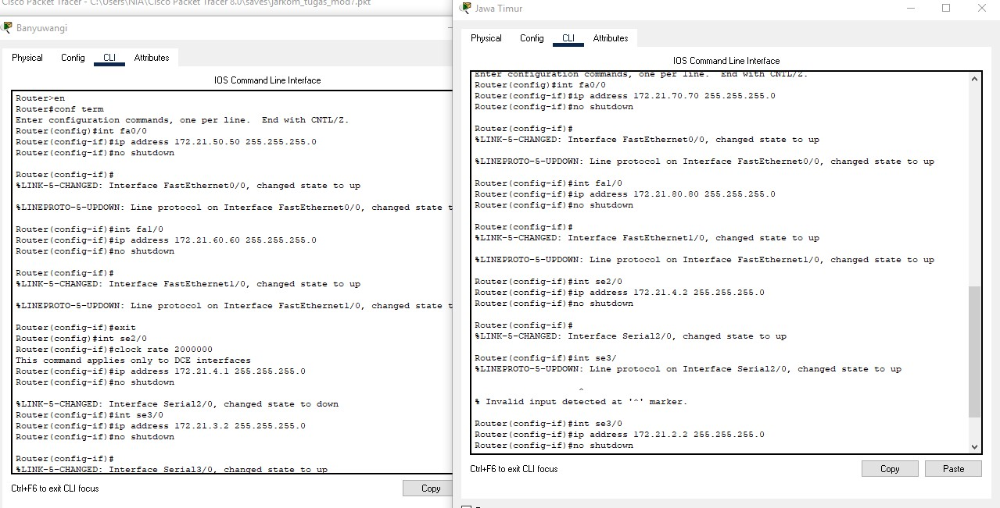 Cisco Packet Tracer - C:\Users\NIA\Cisco Packet Tracer 8.0\saves\jarkom_tugas_mod7.pkt
Banyuwangi
Physical Config CLI Attributes
IOS Command Line Interface
Router>en
Router#conf term
Enter configuration commands, one per line.  End with CNTL/Z.
Router(config)#int fa0/0
Router(config-if)#ip address 172.21.50.50 255.255.255.0
Router(config-if)#no shutdown
Router(config-if)#
%LINK-5-CHANGED: Interface FastEthernet0/0, changed state to up
%LINEPROTO-5-UPDOWN: Line protocol on Interface FastEthernet0/0, changed state t
Router(config-if)#int fa1/0
Router(config-if)#ip address 172.21.60.60 255.255.255.0
Router(config-if)#no shutdown
Router(config-if)#
%LINK-5-CHANGED: Interface FastEthernet1/0, changed state to up
%LINEPROTO-5-UPDOWN: Line protocol on Interface FastEthernet1/0, changed state t
Router(config-if)#exit
Router(config)#int se2/0
Router(config-if)#clock rate 2000000
This command applies only to DCE interfaces
Router(config-if)#ip address 172.21.4.1 255.255.255.0
Router(config-if)#no shutdown
%LINK-5-CHANGED: Interface Serial2/0, changed state to down
Router(config-if)#int se3/0
Router(config-if)#ip address 172.21.3.2 255.255.255.0
Router(config-if)#no shutdown
Router(config-if)#
%LINK-5-CHANGED: Interface Serial3/0, changed state to up
Ctrl+F6 to exit CLI focus
Copy
Jawa Timur
Physical Config CLI Attributes
IOS Command Line Interface
Enter configuration commands, one per line.  End with CNTL/Z.
Router(config)#int fa0/0
Router(config-if)#ip address 172.21.70.70 255.255.255.0
Router(config-if)#no shutdown
Router(config-if)#
%LINK-5-CHANGED: Interface FastEthernet0/0, changed state to up
%LINEPROTO-5-UPDOWN: Line protocol on Interface FastEthernet0/0, changed state to up
Router(config-if)#int fa1/0
Router(config-if)#ip address 172.21.80.80 255.255.255.0
Router(config-if)#no shutdown
Router(config-if)#
%LINK-5-CHANGED: Interface FastEthernet1/0, changed state to up
%LINEPROTO-5-UPDOWN: Line protocol on Interface FastEthernet1/0, changed state to up
Router(config-if)#int se2/0
Router(config-if)#ip address 172.21.4.2 255.255.255.0
Router(config-if)#no shutdown
Router(config-if)#
%LINK-5-CHANGED: Interface Serial2/0, changed state to up
Router(config-if)#int se3/
%LINEPROTO-5-UPDOWN: Line protocol on Interface Serial2/0, changed state to up
^
% Invalid input detected at '^' marker.
Router(config-if)#int se3/0
Router(config-if)#ip address 172.21.2.2 255.255.255.0
Router(config-if)#no shutdown
Ctrl+F6 to exit CLI focus
Copy Paste